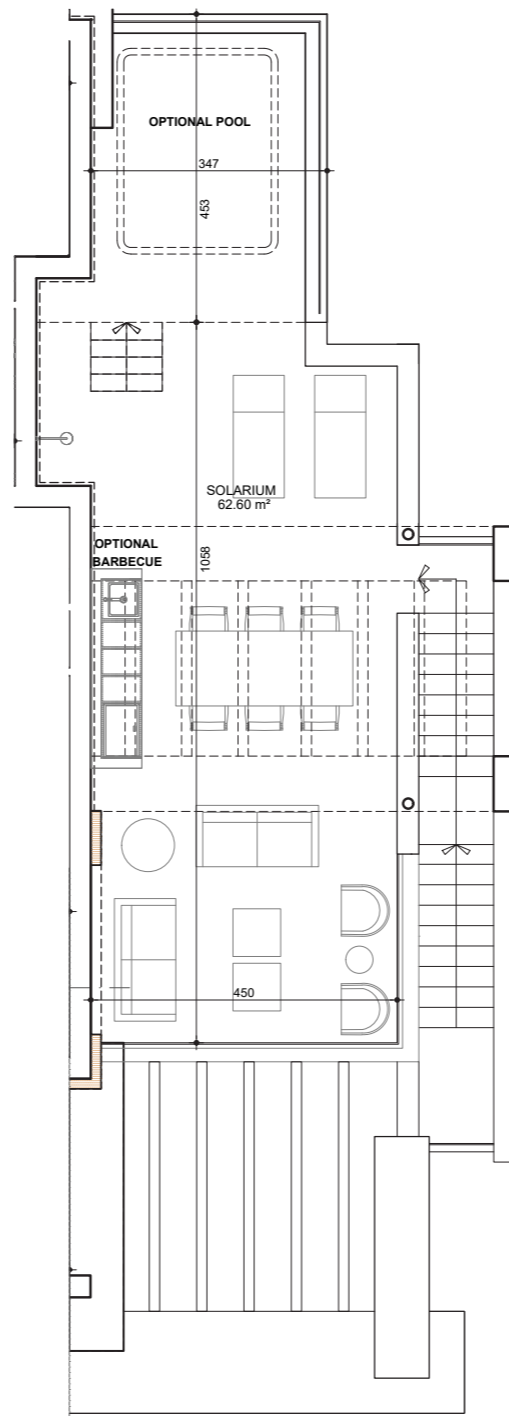 OPTIONAL POOL
347
453
SOLARIUM
62.60 m²
OPTIONAL
BARBECUE
1058
450